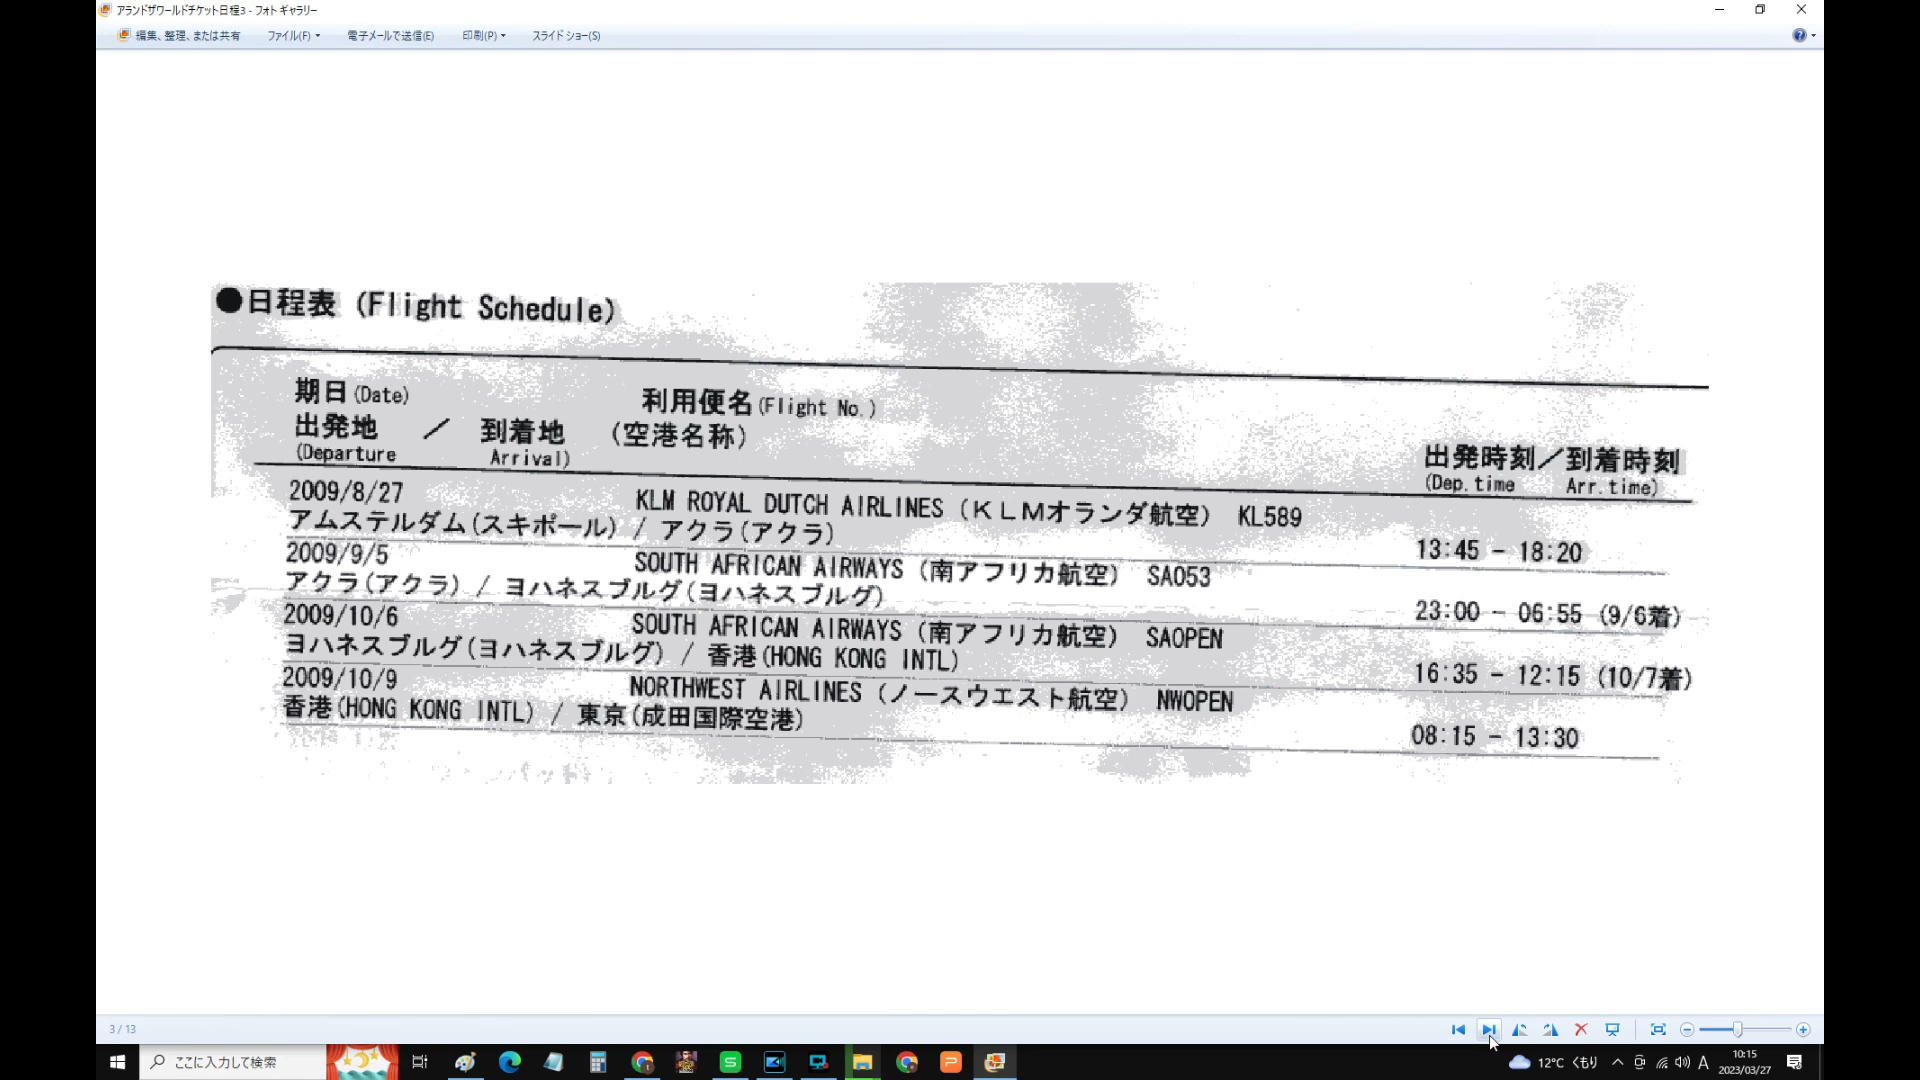 アランドザワールドチケット日程3 - フォト ギャラリー
編集、整理、または共有 ファイル(F) 電子メールで送信(E) 印刷(P) スライド ショー(S)
●日程表 (Flight Schedule)
期日(Date) 利用便名(Flight No.)
出発地 / 到着地 (空港名称) 出発時刻/到着時刻
(Departure Arrival) (Dep.time Arr.time)
2009/8/27 KLM ROYAL DUTCH AIRLINES (KLMオランダ航空) KL589
アムステルダム(スキポール) / アクラ(アクラ) 13:45 - 18:20
2009/9/5 SOUTH AFRICAN AIRWAYS (南アフリカ航空) SA053
アクラ(アクラ) / ヨハネスブルグ(ヨハネスブルグ) 23:00 - 06:55 (9/6着)
2009/10/6 SOUTH AFRICAN AIRWAYS (南アフリカ航空) SAOPEN
ヨハネスブルグ(ヨハネスブルグ) / 香港(HONG KONG INTL) 16:35 - 12:15 (10/7着)
2009/10/9 NORTHWEST AIRLINES (ノースウエスト航空) NWOPEN
香港(HONG KONG INTL) / 東京(成田国際空港) 08:15 - 13:30
3 / 13
ここに入力して検索 12°C くもり A 10:15
2023/03/27